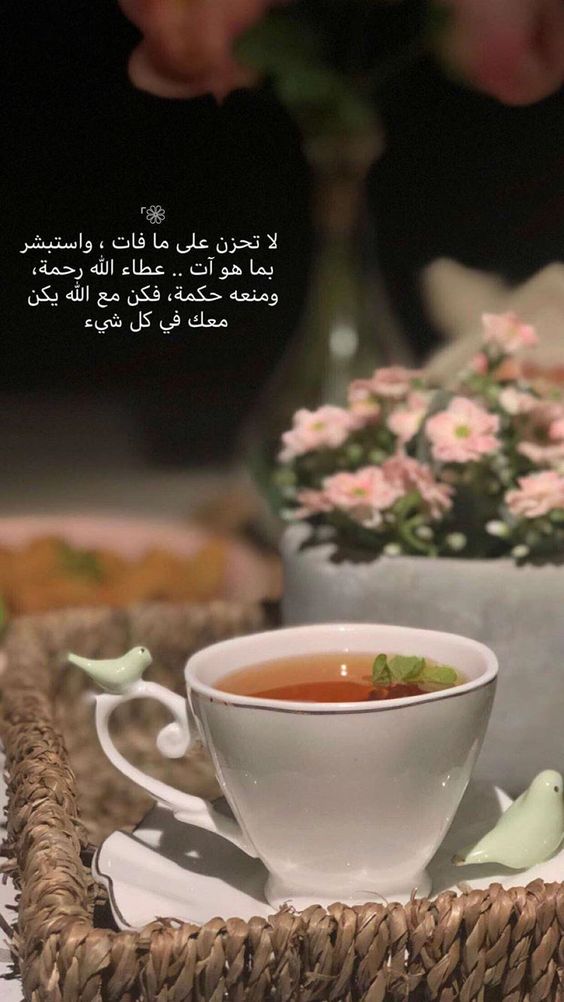 لا تحزن على ما فات ، واستبشر
بما هو آت .. عطاء الله رحمة،
ومنعه حكمة، فكن مع الله يكن
معك في كل شيء